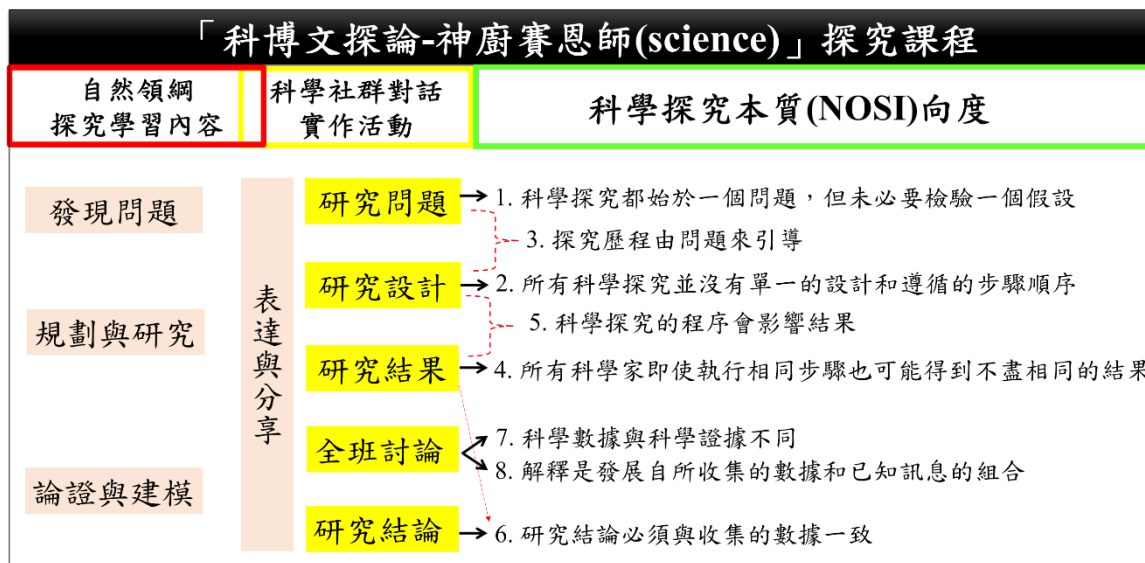 「科博文探論-神廚賽恩師(science)」探究課程
自然領綱
探究學習內容
科學社群對話
實作活動
科學探究本質(NOSI)向度
發現問題
規劃與研究
論證與建模
表達與分享
研究問題
1. 科學探究都始於一個問題，但未必要檢驗一個假設
3. 探究歷程由問題來引導
研究設計
2. 所有科學探究並沒有單一的設計和遵循的步驟順序
5. 科學探究的程序會影響結果
研究結果
4. 所有科學家即使執行相同步驟也可能得到不盡相同的結果
全班討論
7. 科學數據與科學證據不同
8. 解釋是發展自所收集的數據和已知訊息的組合
研究結論
6. 研究結論必須與收集的數據一致